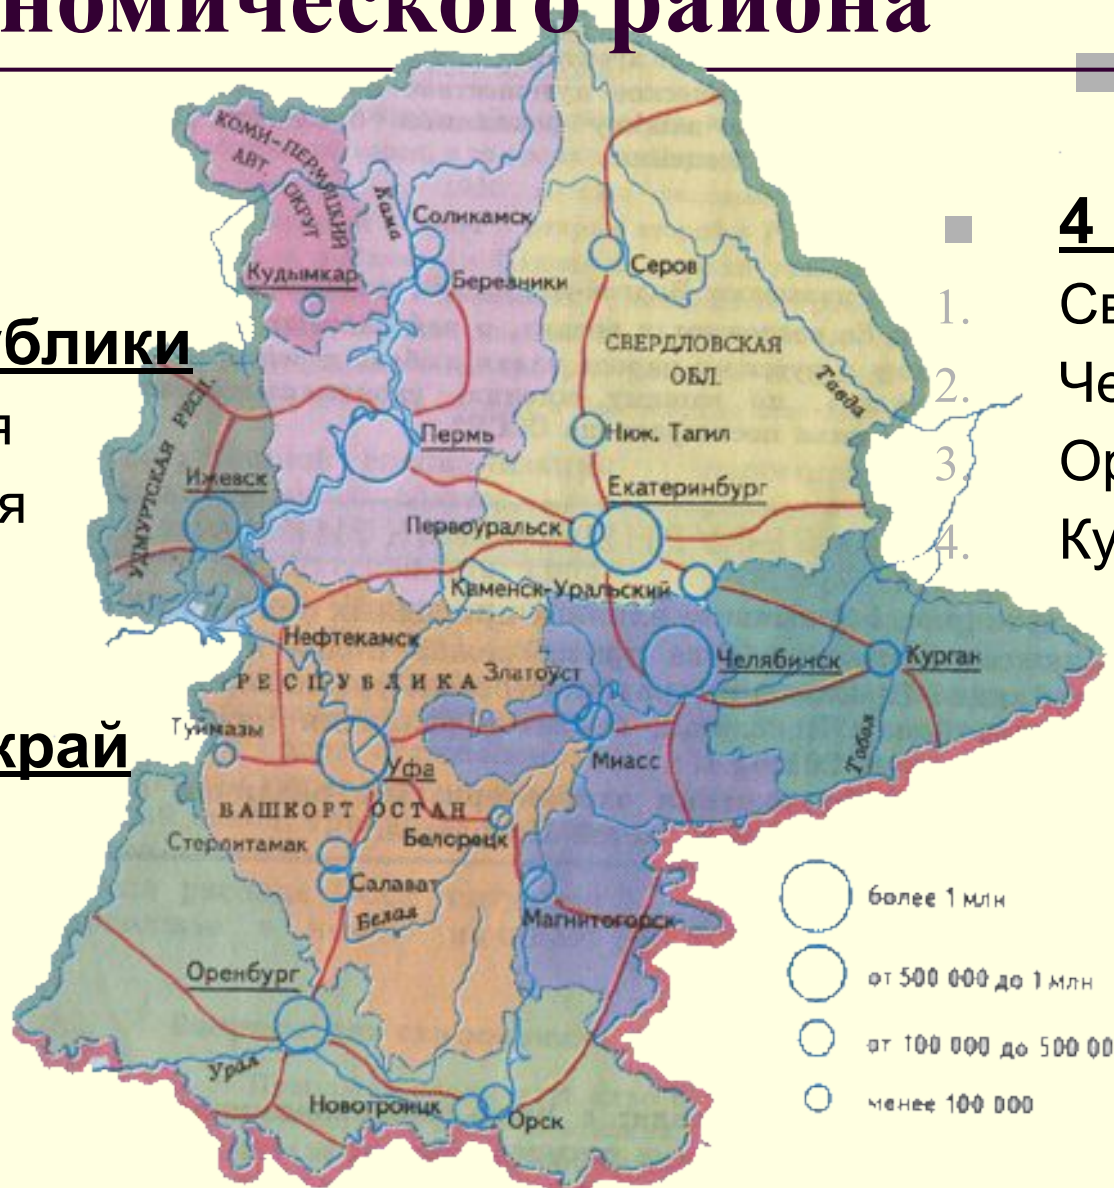 номического района
КОМИ-ПЕРМЯЦКИЙ
АВТ.
ОКРУГ
Кама
Соликамск
Березники
Кудымкар
Серов
СВЕРДЛОВСКАЯ
ОБЛ.
Тавда
ублики
я
я
край
4
1. Св
2. Че
3. Ор
4. Ку
УДМУРТСКАЯ РЕСП.
Ижевск
Пермь
Ниж. Тагил
Екатеринбург
Первоуральск
Каменск-Уральский
Нефтекамск
Златоуст
Челябинск
Курган
РЕСПУБЛИКА
Туймазы
Уфа
Миасс
Тобол
БАШКОРТОСТАН
Стерлитамак
Белорецк
Салават
Белая
Магнитогорск
Оренбург
Урал
Новотроицк
Орск
более 1 млн
от 500 000 до 1 млн
от 100 000 до 500 00
менее 100 000